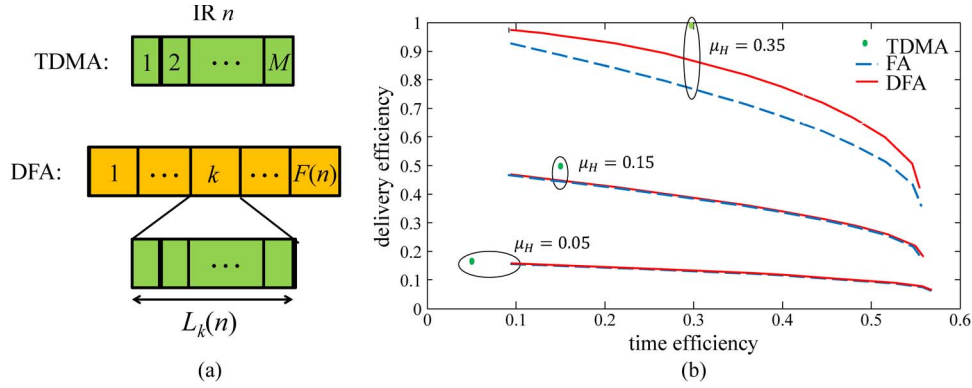 IR n
TDMA:
1 2 ... M
DFA:
1 ... k ... F(n)
...
L_k(n)
(a)
delivery efficiency
1
0.9
0.8
0.7
0.6
0.5
0.4
0.3
0.2
0.1
0
μ_H = 0.35
μ_H = 0.15
μ_H = 0.05
TDMA
FA
DFA
0 0.1 0.2 0.3 0.4 0.5 0.6
time efficiency
(b)